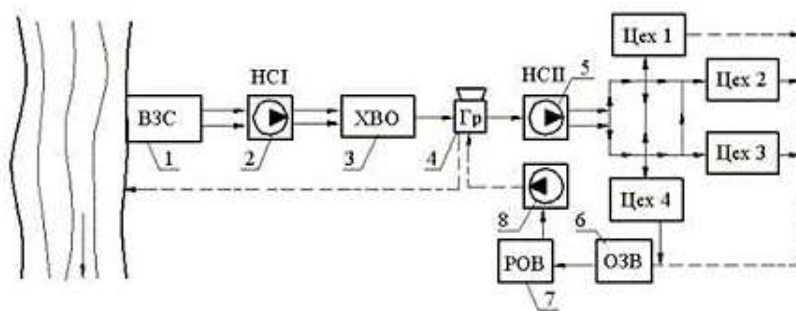 Цех 1
НСI
НСII
5
Цех 2
ВЗС
ХВО
Гр
1
2
3
4
Цех 3
Цех 4
8
6
РОВ
ОЗВ
7